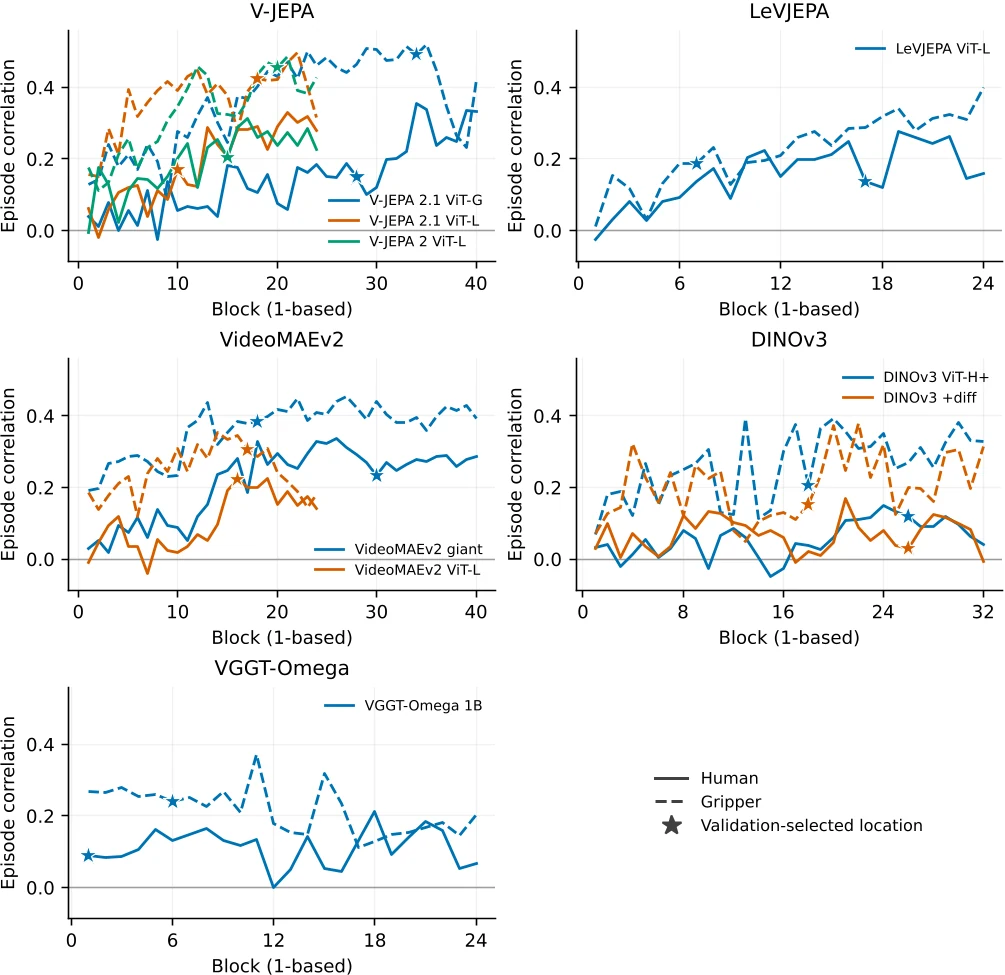 V-JEPA
Episode correlation
0.4
0.2
0.0
V-JEPA 2.1 ViT-G
V-JEPA 2.1 ViT-L
V-JEPA 2 ViT-L
0 10 20 30 40
Block (1-based)
LeVJEPA
Episode correlation
0.4
0.2
0.0
LeVJEPA ViT-L
0 6 12 18 24
Block (1-based)
VideoMAEv2
Episode correlation
0.4
0.2
0.0
VideoMAEv2 giant
VideoMAEv2 ViT-L
0 10 20 30 40
Block (1-based)
DINOv3
Episode correlation
0.4
0.2
0.0
DINOv3 ViT-H+
DINOv3 +diff
0 8 16 24 32
Block (1-based)
VGGT-Omega
Episode correlation
0.4
0.2
0.0
VGGT-Omega 1B
0 6 12 18 24
Block (1-based)
Human
Gripper
Validation-selected location